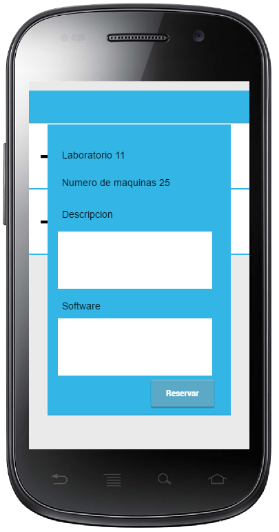 Laboratorio 11
Numero de maquinas 25
Descripcion
Software
Reservar